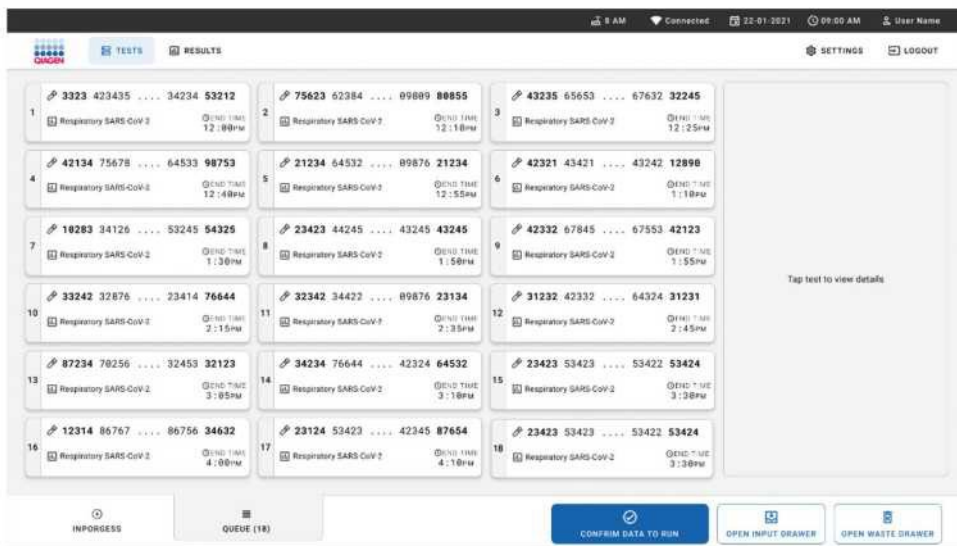 8 AM Connected 22-01-2021 09:00 AM User Name
QIAGEN TESTS RESULTS SETTINGS LOGOUT
3323 423435 .... 34234 53212
1 Respiratory SARS-CoV-2 END TIME
12:00PM
75623 62384 .... 09809 80855
2 Respiratory SARS-CoV-2 END TIME
12:10PM
43235 65653 .... 67632 32245
3 Respiratory SARS-CoV-2 END TIME
12:25PM
42134 75678 .... 64533 98753
4 Respiratory SARS-CoV-2 END TIME
12:40PM
21234 64532 .... 09876 21234
5 Respiratory SARS-CoV-2 END TIME
12:55PM
42321 43421 .... 43242 12890
6 Respiratory SARS-CoV-2 END TIME
1:10PM
10283 34126 .... 53245 54325
7 Respiratory SARS-CoV-2 END TIME
1:30PM
23423 44245 .... 43245 43245
8 Respiratory SARS-CoV-2 END TIME
1:50PM
42332 67845 .... 67553 42123
9 Respiratory SARS-CoV-2 END TIME
1:55PM
Tap test to view details
33242 32876 .... 23414 76644
10 Respiratory SARS-CoV-2 END TIME
2:15PM
32342 34422 .... 09876 23134
11 Respiratory SARS-CoV-2 END TIME
2:35PM
31232 42332 .... 64324 31231
12 Respiratory SARS-CoV-2 END TIME
2:45PM
87234 70256 .... 32453 32123
13 Respiratory SARS-CoV-2 END TIME
3:05PM
34234 76644 .... 42324 64532
14 Respiratory SARS-CoV-2 END TIME
3:10PM
23423 53423 .... 53422 53424
15 Respiratory SARS-CoV-2 END TIME
3:30PM
12314 86767 .... 86756 34632
16 Respiratory SARS-CoV-2 END TIME
4:00PM
23124 53423 .... 42345 87654
17 Respiratory SARS-CoV-2 END TIME
4:10PM
23423 53423 .... 53422 53424
18 Respiratory SARS-CoV-2 END TIME
3:30PM
INPORGESS QUEUE (18) CONFRIM DATA TO RUN OPEN INPUT DRAWER OPEN WASTE DRAWER